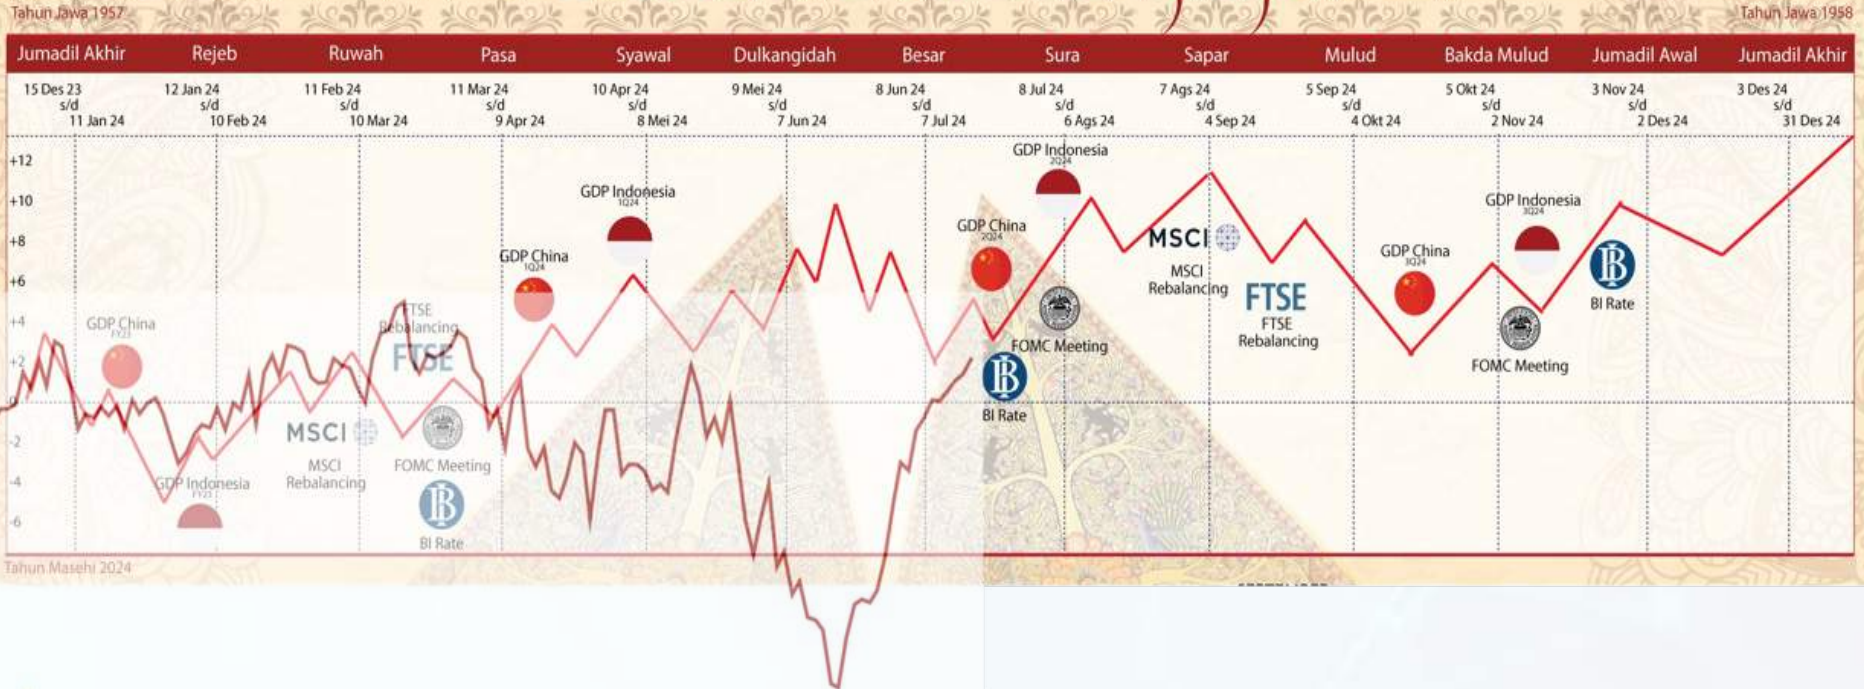 Tahun Jawa 1957
Tahun Jawa 1958
Jumadil Akhir Rejeb Ruwah Pasa Syawal Dulkangidah Besar Sura Sapar Mulud Bakda Mulud Jumadil Awal Jumadil Akhir
15 Des 23 12 Jan 24 11 Feb 24 11 Mar 24 10 Apr 24 9 Mei 24 8 Jun 24 8 Jul 24 7 Ags 24 5 Sep 24 5 Okt 24 3 Nov 24 3 Des 24
s/d s/d s/d s/d s/d s/d s/d s/d s/d s/d s/d s/d s/d
11 Jan 24 10 Feb 24 10 Mar 24 9 Apr 24 8 Mei 24 7 Jun 24 7 Jul 24 6 Ags 24 4 Sep 24 4 Okt 24 2 Nov 24 2 Des 24 31 Des 24
+12
+10
+8
+6
+4
+2
0
-2
-4
-6
GDP China
FY23
GDP Indonesia
FY23
MSCI
MSCI
Rebalancing
FTSE
Rebalancing
FTSE
FOMC Meeting
BI Rate
GDP China
1Q24
GDP Indonesia
1Q24
GDP China
2Q24
BI Rate
GDP Indonesia
2Q24
FOMC Meeting
MSCI
MSCI
Rebalancing
FTSE
FTSE
Rebalancing
GDP China
3Q24
GDP Indonesia
3Q24
FOMC Meeting
BI Rate
Tahun Masehi 2024